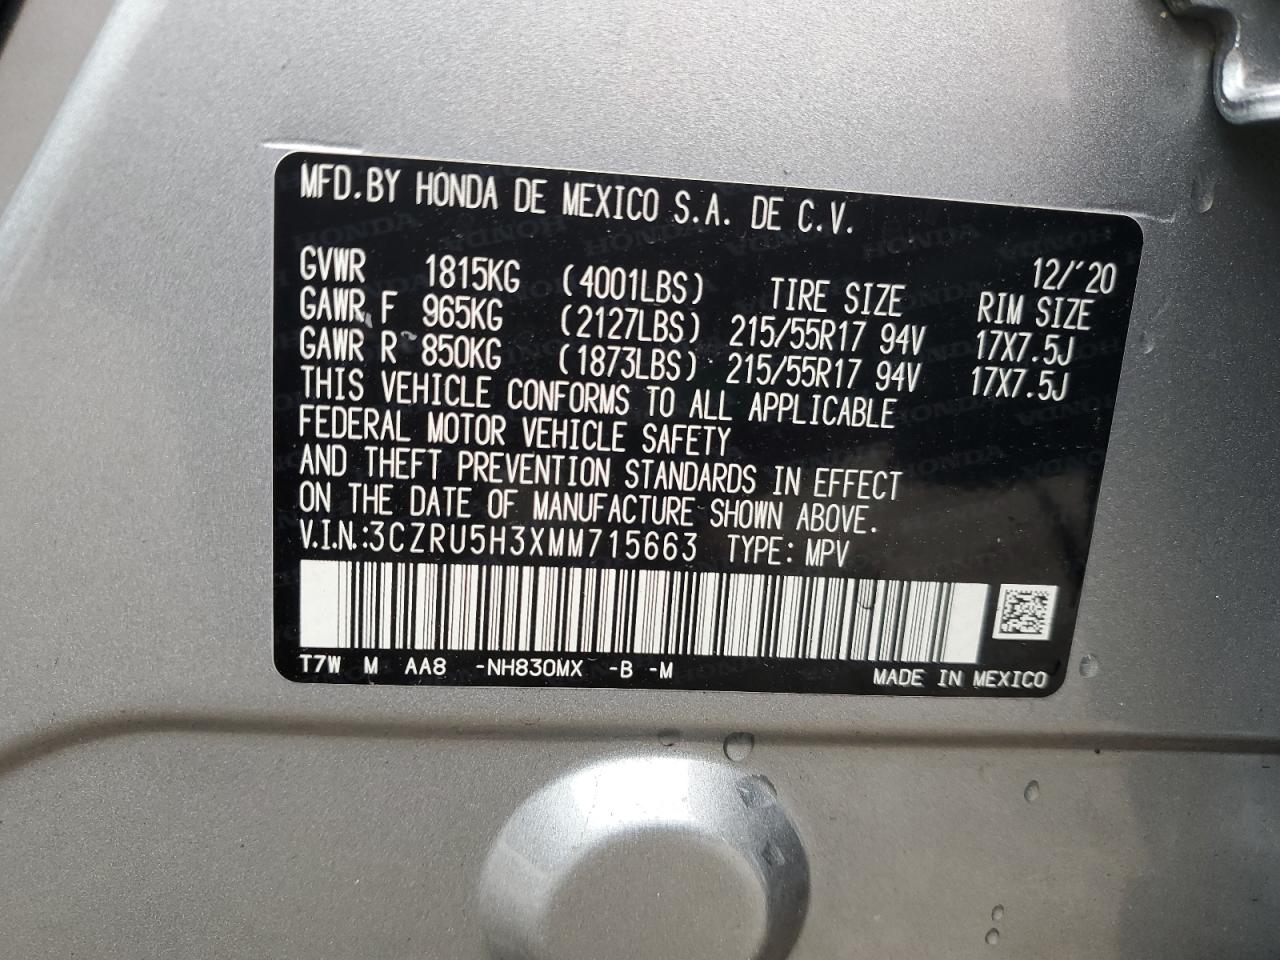 MFD.BY HONDA DE MEXICO S.A. DE C.V.
12/'20
GVWR 1815KG (4001LBS) TIRE SIZE RIM SIZE
GAWR F 965KG (2127LBS) 215/55R17 94V 17X7.5J
GAWR R 850KG (1873LBS) 215/55R17 94V 17X7.5J
THIS VEHICLE CONFORMS TO ALL APPLICABLE
FEDERAL MOTOR VEHICLE SAFETY
AND THEFT PREVENTION STANDARDS IN EFFECT
ON THE DATE OF MANUFACTURE SHOWN ABOVE.
V.I.N.:3CZRU5H3XMM715663 TYPE: MPV
T7W M AA8 -NH830MX -B -M
MADE IN MEXICO